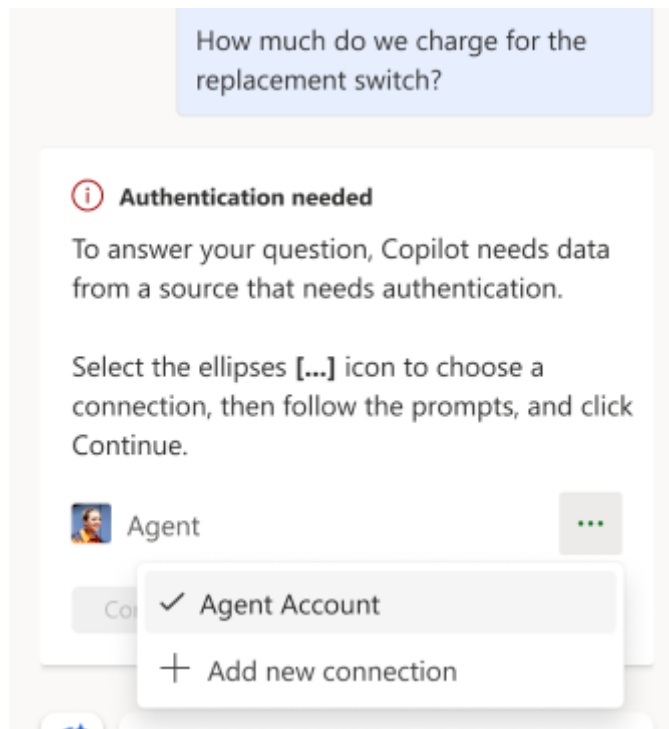 How much do we charge for the
replacement switch?
Authentication needed
To answer your question, Copilot needs data
from a source that needs authentication.
Select the ellipses [...] icon to choose a
connection, then follow the prompts, and click
Continue.
Agent
Agent Account
Add new connection